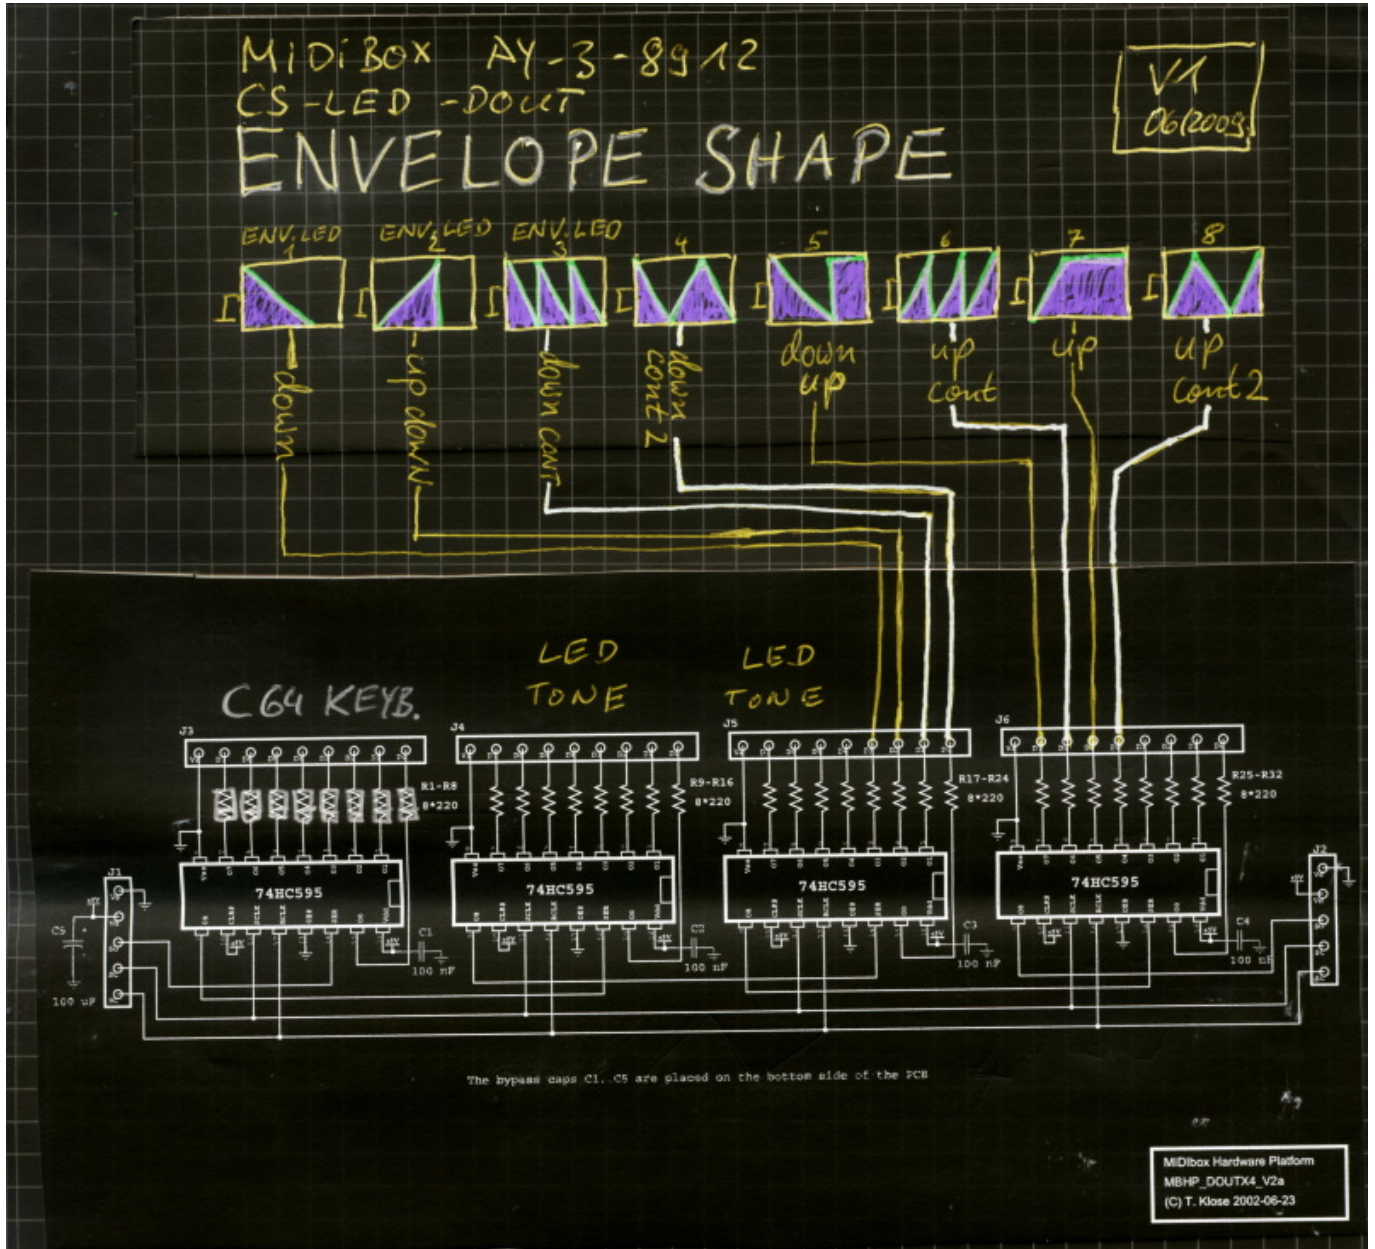 MIDIBOX AY-3-8912
CS-LED-DOUT
ENVELOPE SHAPE
V1
06/2009
ENV.LED 1
ENV.LED 2
ENV.LED 3
4
5
6
7
8
down
up down
down cont
down cont 2
down up
up cont
up
up cont 2
C64 KEYB.
LED TONE
LED TONE
J3
J4
J5
J6
R1-R8
8*220
R9-R16
8*220
R17-R24
8*220
R25-R32
8*220
J1
J2
74HC595
74HC595
74HC595
74HC595
C5
100 uF
C1
100 nF
100 nF
C3
100 nF
C4
100 nF
The bypass caps C1. C5 are placed on the bottom side of the PCB
MIDIbox Hardware Platform
MBHP_DOUTX4_V2a
(C) T. Klose 2002-06-23